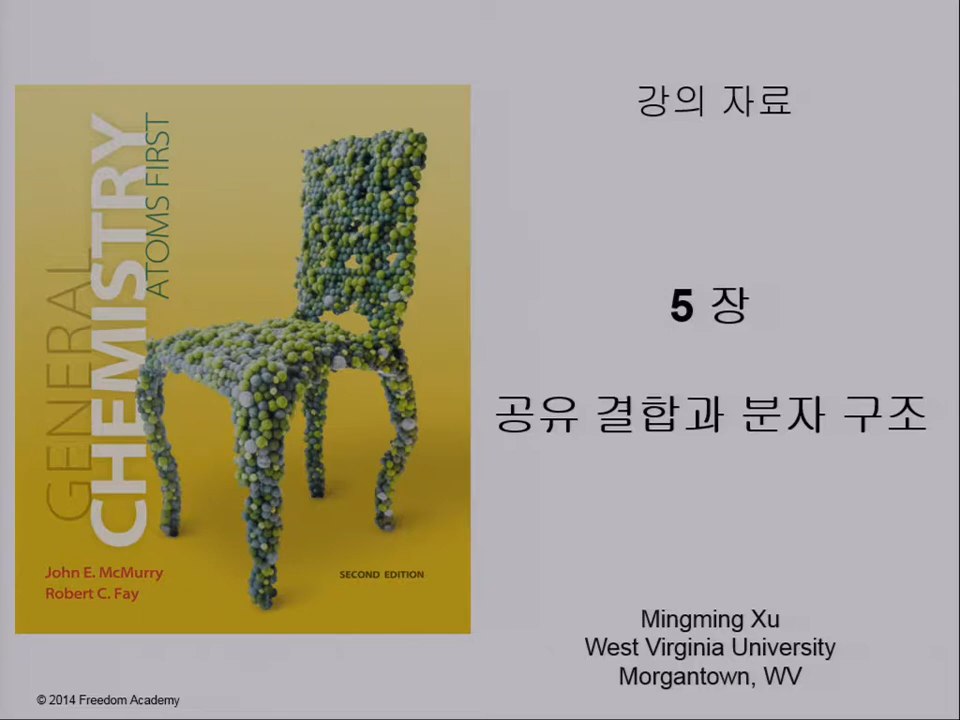 GENERAL
CHEMISTRY
ATOMS FIRST
John E. McMurry
Robert C. Fay
SECOND EDITION
강의 자료
5 장
공유 결합과 분자 구조
Mingming Xu
West Virginia University
Morgantown, WV
© 2014 Freedom Academy